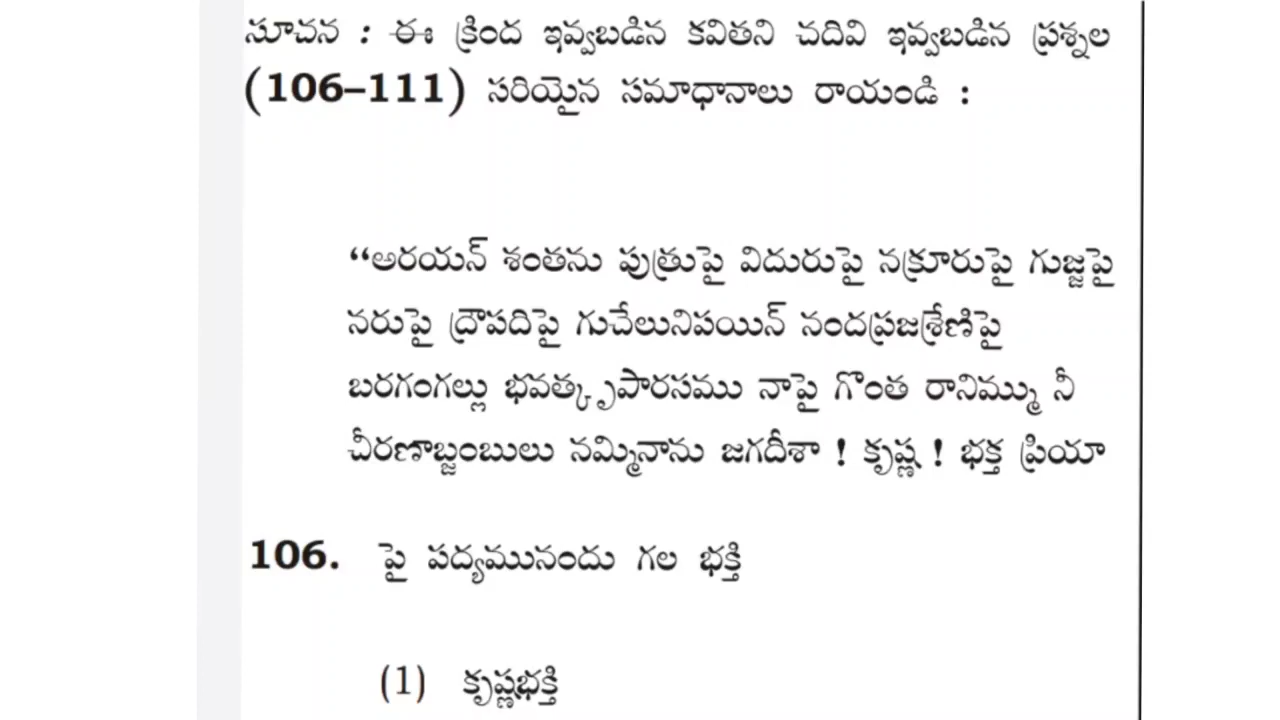 సూచన : ఈ క్రింద ఇవ్వబడిన కవితని చదివి ఇవ్వబడిన ప్రశ్నల
(106–111) సరియైన సమాధానాలు రాయండి :
“అరయన్ శంతను పుత్రుపై విదురుపై నక్రూరుపై గుజ్జపై
నరుపై ద్రౌపదిపై గుచేలునిపయిన్ నందప్రజశ్రేణిపై
బరగంగల్లు భవత్కృపారసము నాపై గొంత రానిమ్ము నీ
చీరణాబ్జంబులు నమ్మినాను జగదీశా ! కృష్ణ ! భక్త ప్రియా
106. పై పద్యమునందు గల భక్తి
(1) కృష్ణభక్తి